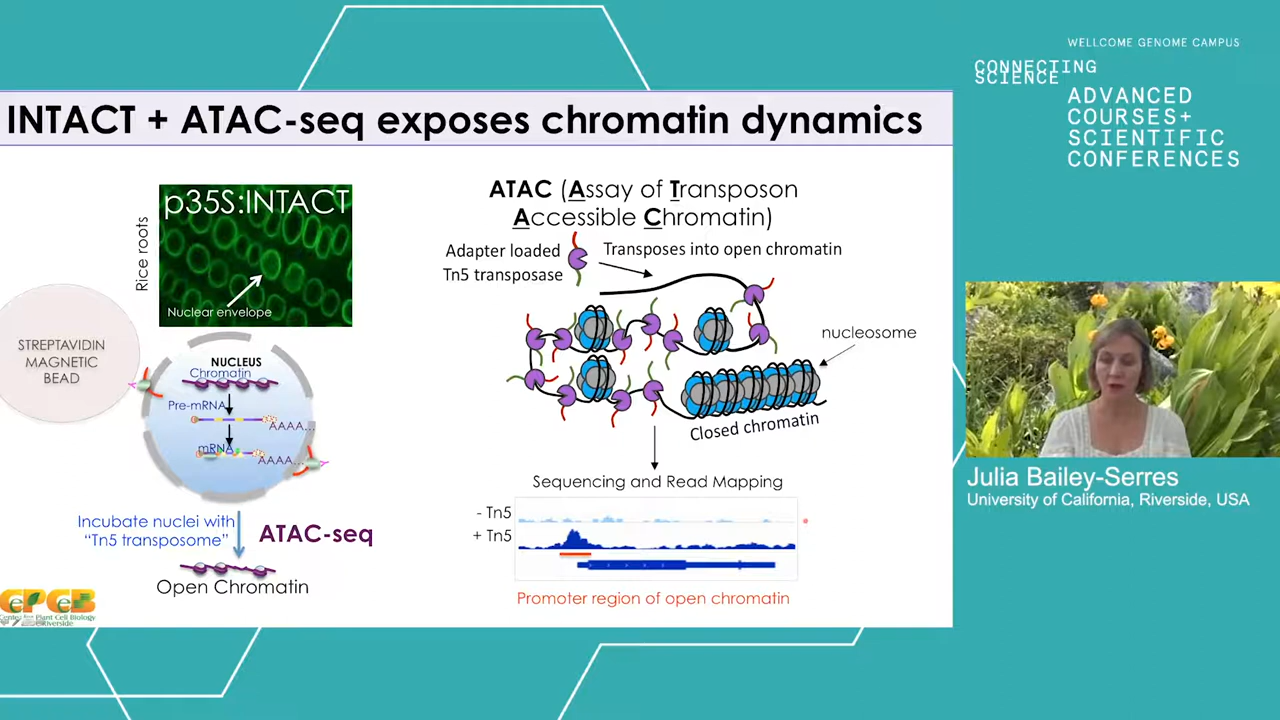 WELLCOME GENOME CAMPUS
CONNECTING
SCIENCE
ADVANCED
COURSES+
SCIENTIFIC
CONFERENCES
INTACT + ATAC-seq exposes chromatin dynamics
p35S:INTACT
Rice roots
Nuclear envelope
STREPTAVIDIN
MAGNETIC
BEAD
NUCLEUS
Chromatin
Pre-mRNA
AAAA...
mRNA
AAAA...
Incubate nuclei with
“Tn5 transposome”
ATAC-seq
Open Chromatin
ATAC (Assay of Transposon
Accessible Chromatin)
Adapter loaded
Tn5 transposase
Transposes into open chromatin
nucleosome
Closed chromatin
Sequencing and Read Mapping
- Tn5
+ Tn5
Promoter region of open chromatin
Plant Cell Biology
Julia Bailey-Serres
University of California, Riverside, USA